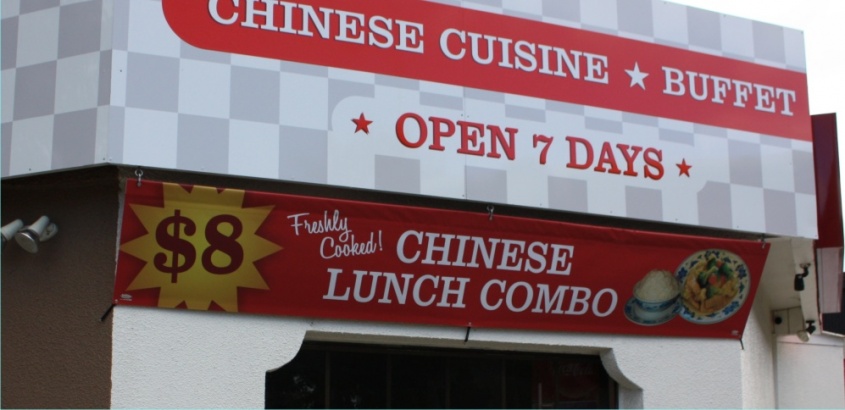 CHINESE CUISINE ★ BUFFET
★ OPEN 7 DAYS ★
$8
Freshly
Cooked!
CHINESE
LUNCH COMBO